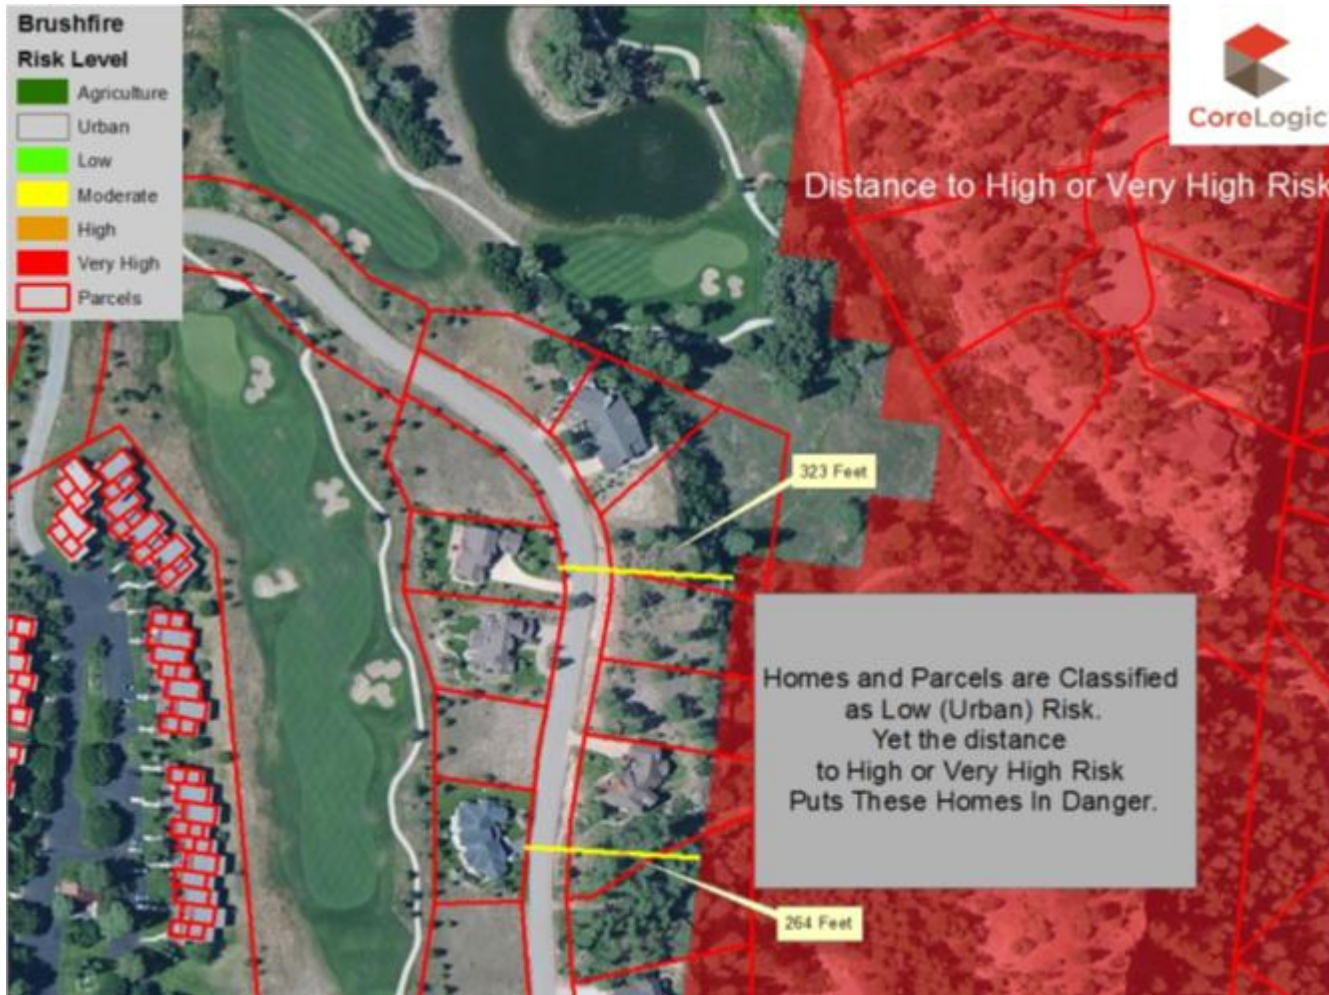 Brushfire
Risk Level
Agriculture
Urban
Low
Moderate
High
Very High
Parcels
CoreLogic
Distance to High or Very High Risk
323 Feet
Homes and Parcels are Classified
as Low (Urban) Risk.
Yet the distance
to High or Very High Risk
Puts These Homes In Danger.
264 Feet